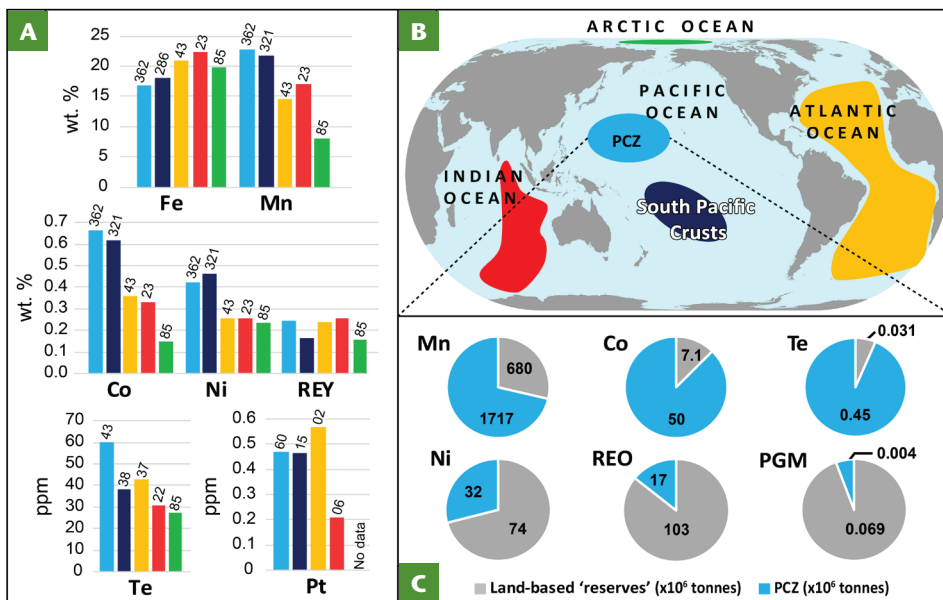 A
25
20
15
10
5
0
wt. %
362
286
43
23
85
362
321
43
23
85
Fe
Mn
0.7
0.6
0.5
0.4
0.3
0.2
0.1
0.0
wt. %
362
321
43
23
85
362
321
43
23
85
85
Co
Ni
REY
70
60
50
40
30
20
10
0
ppm
43
38
37
22
85
Te
0.6
0.5
0.4
0.3
0.2
0.1
0
ppm
60
15
02
06
No data
Pt
B
ARCTIC OCEAN
PACIFIC
OCEAN
ATLANTIC
OCEAN
PCZ
INDIAN
OCEAN
South Pacific
Crusts
C
Mn
680
1717
Co
7.1
50
Te
0.031
0.45
Ni
32
74
REO
17
103
PGM
0.004
0.069
Land-based ‘reserves’ (x10⁶ tonnes)
PCZ (x10⁶ tonnes)